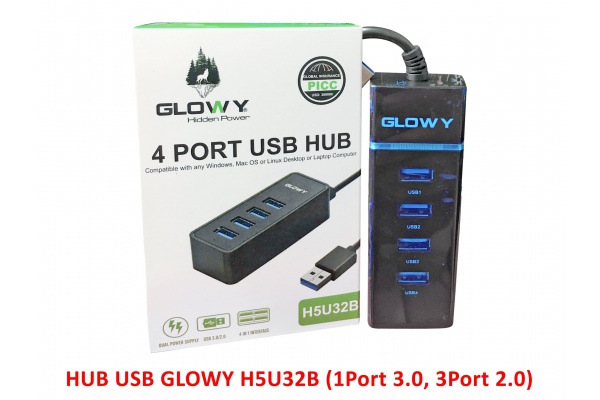 GLOWY®
Hidden Power
GLOBAL INSURANCE
PICC
4 PORT USB HUB
Compatible with any Windows, Mac OS or Linux Desktop or Laptop Computer
GLOWY
DUAL POWER SUPPLY
USB 3.0/2.0
4 IN 1 INTERFACE
H5U32B
GLOWY
USB1
USB2
USB3
USB4
HUB USB GLOWY H5U32B (1Port 3.0, 3Port 2.0)